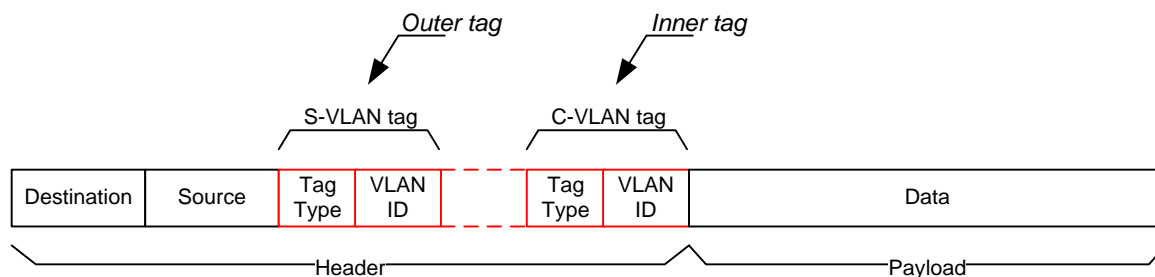 Outer tag
Inner tag
S-VLAN tag
C-VLAN tag
Destination
Source
Tag
Type
VLAN
ID
Tag
Type
VLAN
ID
Data
Header
Payload